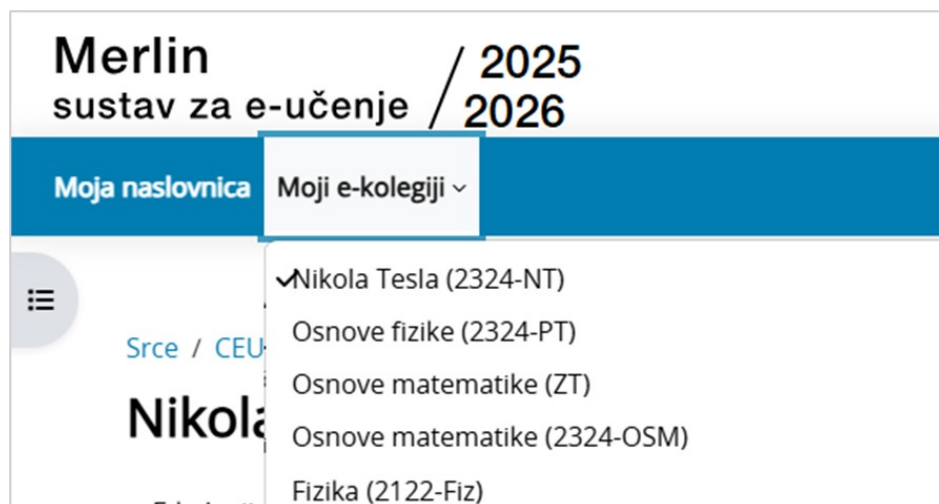 Merlin
sustav za e-učenje
2025
2026
Moja naslovnica
Moji e-kolegiji
Nikola Tesla (2324-NT)
Osnove fizike (2324-PT)
Srce / CEU
Osnove matematike (ZT)
Nikola
Osnove matematike (2324-OSM)
Fizika (2122-Fiz)